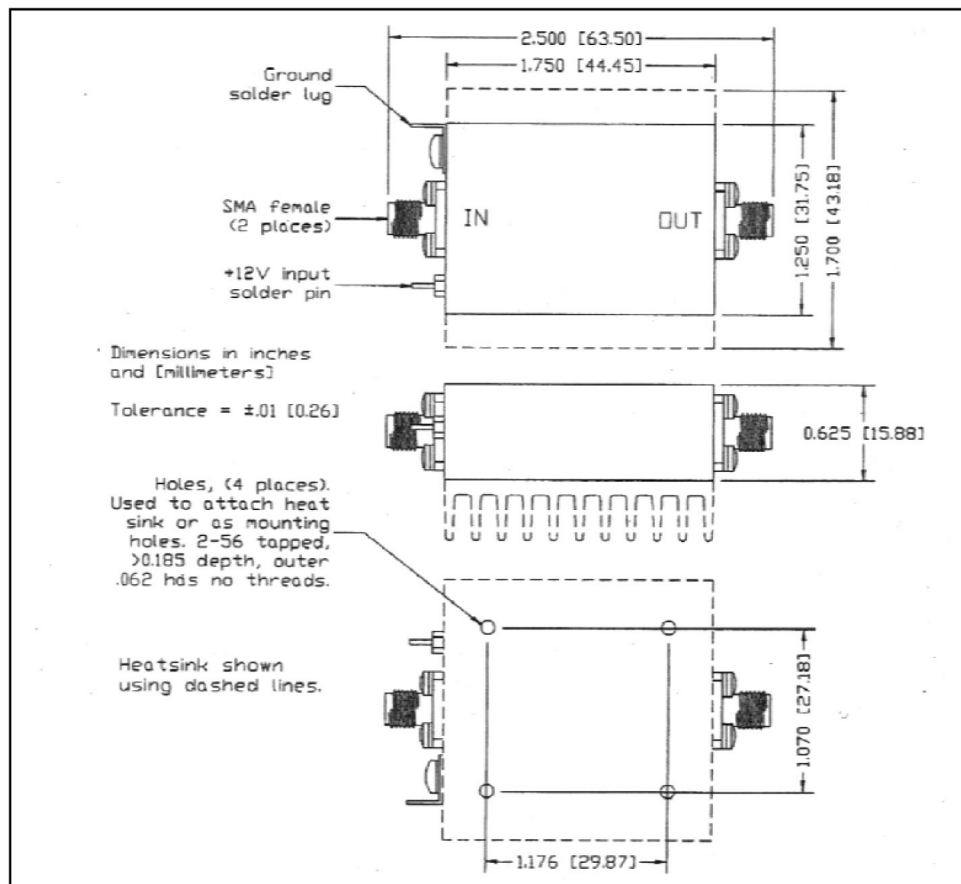 2.500 [63.50]
1.750 [44.45]
Ground
solder lug
SMA female
(2 places)
IN
OUT
+12V input
solder pin
1.250 [31.75]
1.700 [43.18]
Dimensions in inches
and [millimeters]
Tolerance = ±.01 [0.26]
0.625 [15.88]
Holes, (4 places).
Used to attach heat
sink or as mounting
holes. 2-56 tapped,
>0.185 depth, outer
.062 has no threads.
Heatsink shown
using dashed lines.
1.070 [27.18]
1.176 [29.87]